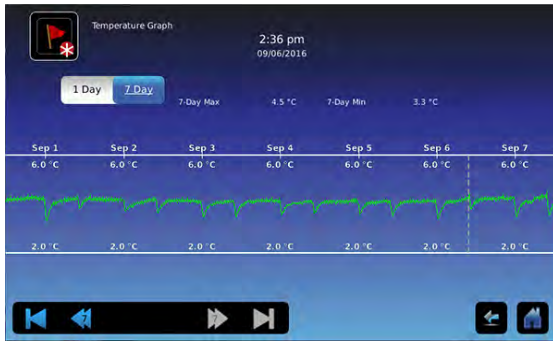 Temperature Graph
2:36 pm
09/06/2016
1 Day 7 Day
7-Day Max 4.5 °C 7-Day Min 3.3 °C
Sep 1 Sep 2 Sep 3 Sep 4 Sep 5 Sep 6 Sep 7
6.0 °C 6.0 °C 6.0 °C 6.0 °C 6.0 °C 6.0 °C 6.0 °C
2.0 °C 2.0 °C 2.0 °C 2.0 °C 2.0 °C 2.0 °C 2.0 °C
7 7